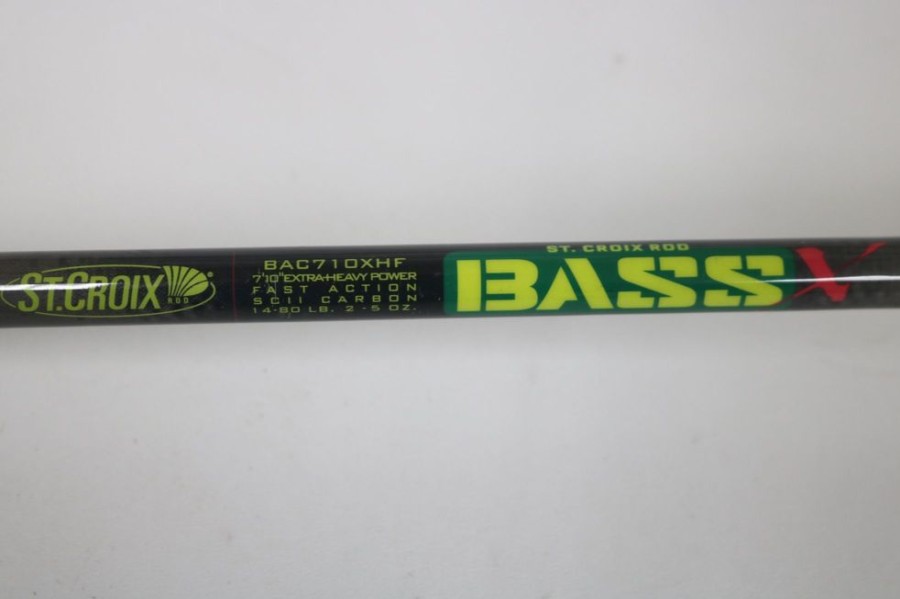 ST.CROIX®
ROD
BAC710XHF
7'10" EXTRA-HEAVY POWER
FAST ACTION
SCII CARBON
14-80 LB. 2-5 OZ.
ST. CROIX ROD
BASS X